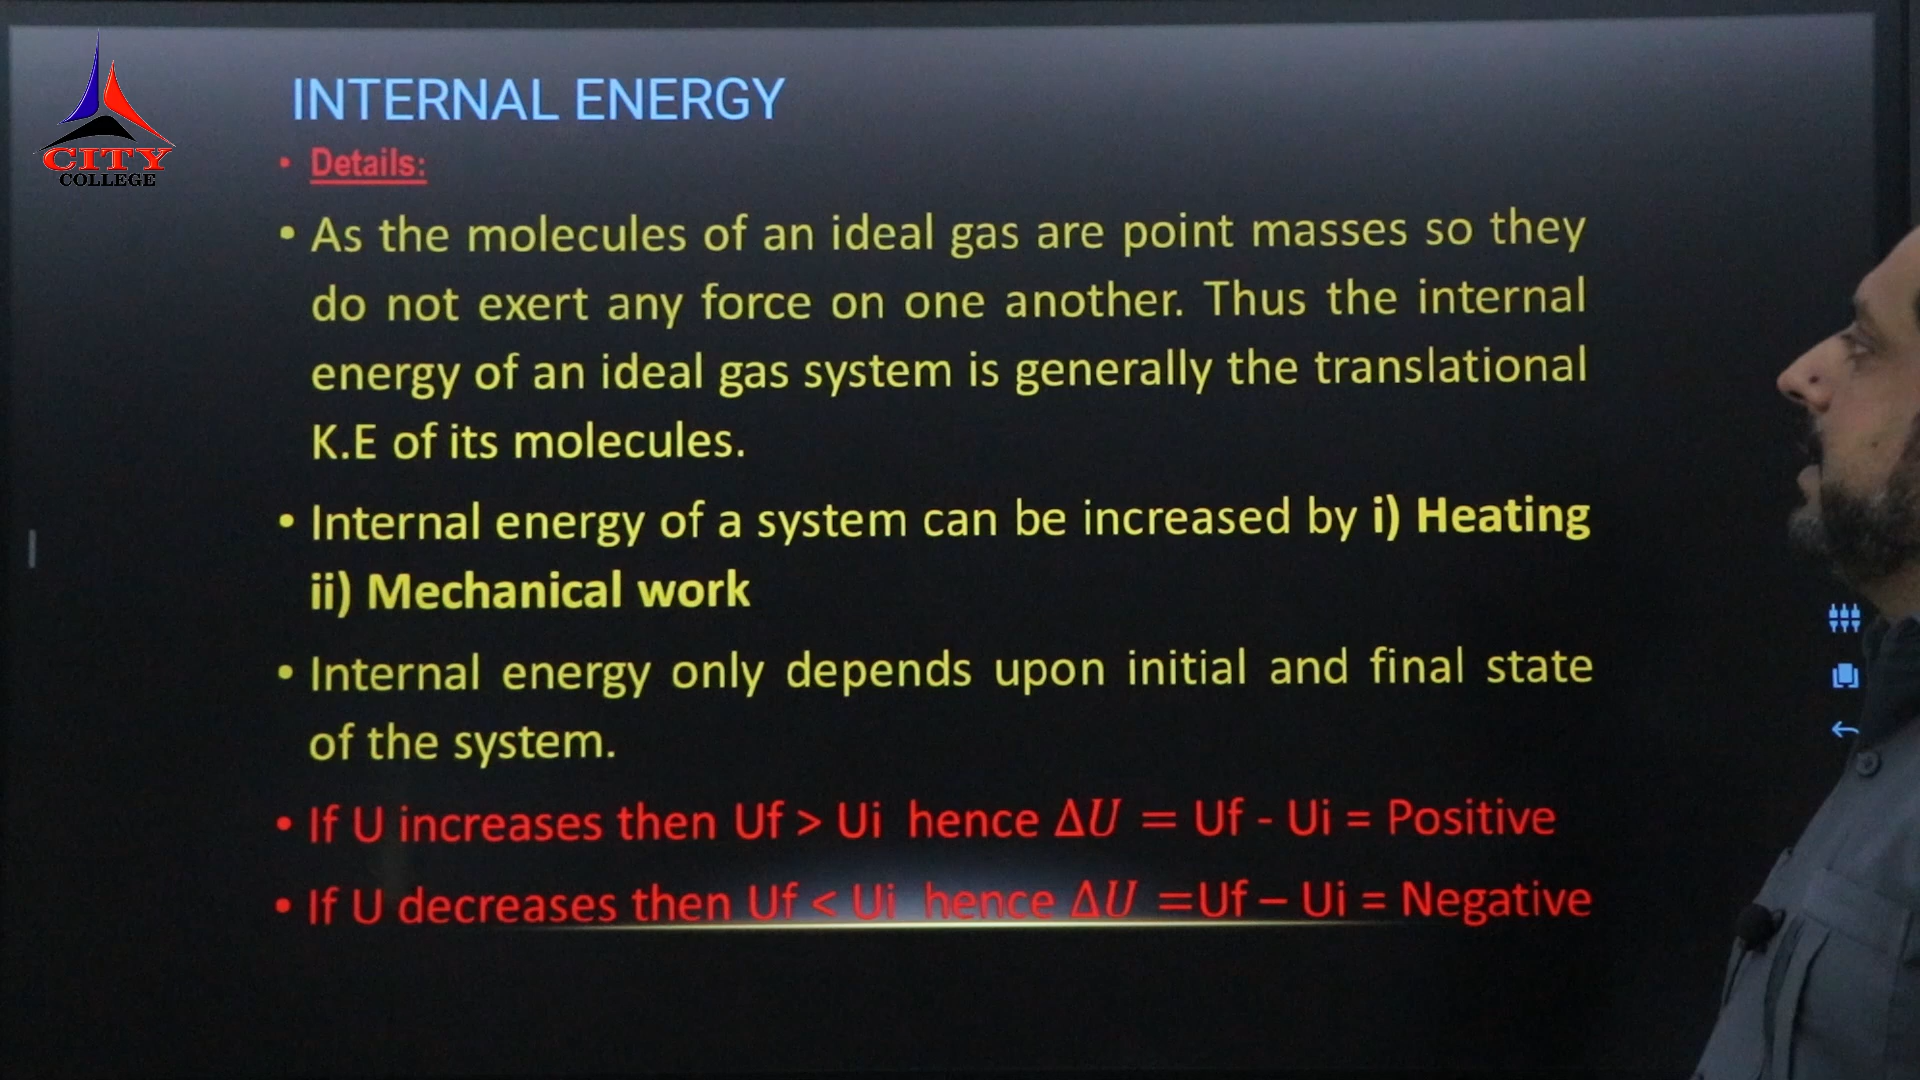 CITY
COLLEGE
INTERNAL ENERGY
• Details:
• As the molecules of an ideal gas are point masses so they
do not exert any force on one another. Thus the internal
energy of an ideal gas system is generally the translational
K.E of its molecules.
• Internal energy of a system can be increased by i) Heating
ii) Mechanical work
• Internal energy only depends upon initial and final state
of the system.
• If U increases then Uf > Ui hence ΔU = Uf - Ui = Positive
• If U decreases then Uf < Ui hence ΔU =Uf – Ui = Negative